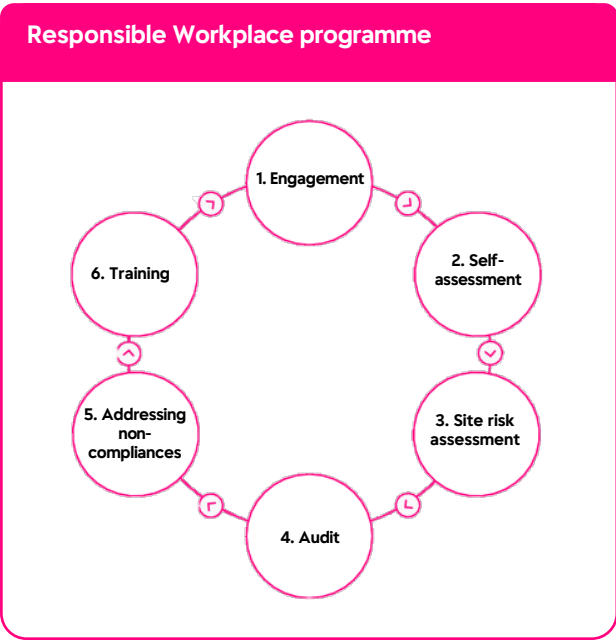 Responsible Workplace programme
1. Engagement
2. Self-
assessment
3. Site risk
assessment
4. Audit
5. Addressing
non-
compliances
6. Training